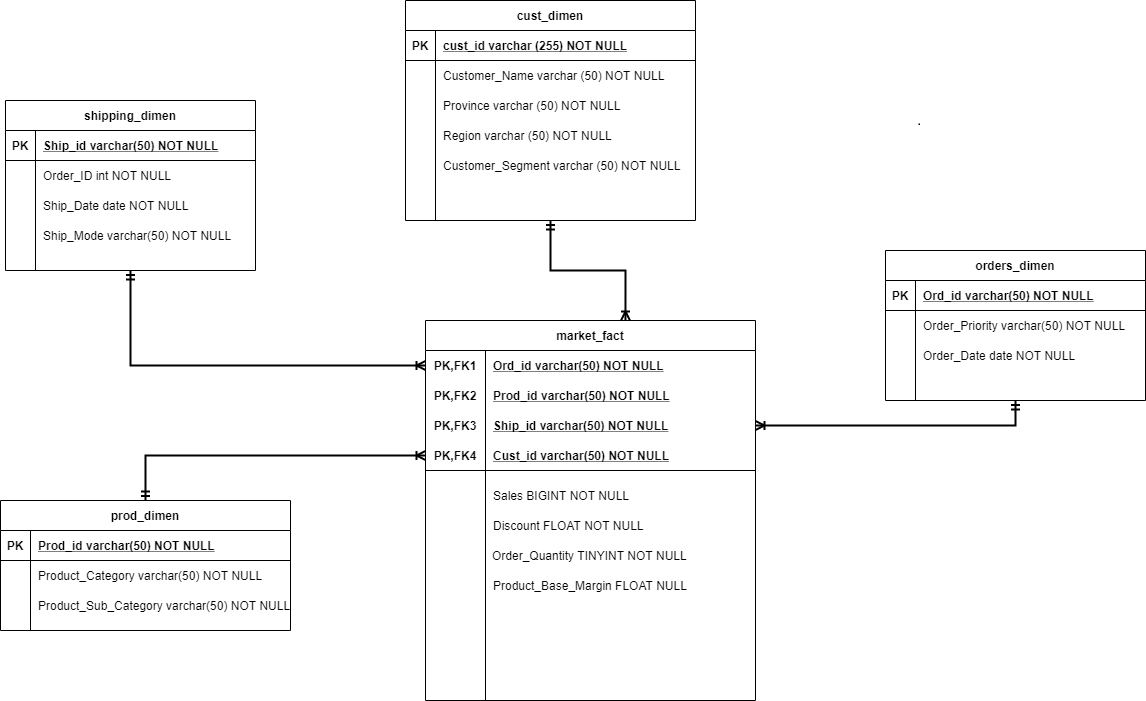 cust_dimen
PK cust_id varchar (255) NOT NULL
Customer_Name varchar (50) NOT NULL
Province varchar (50) NOT NULL
Region varchar (50) NOT NULL
Customer_Segment varchar (50) NOT NULL
shipping_dimen
PK Ship_id varchar(50) NOT NULL
Order_ID int NOT NULL
Ship_Date date NOT NULL
Ship_Mode varchar(50) NOT NULL
.
orders_dimen
PK Ord_id varchar(50) NOT NULL
Order_Priority varchar(50) NOT NULL
Order_Date date NOT NULL
market_fact
PK,FK1 Ord_id varchar(50) NOT NULL
PK,FK2 Prod_id varchar(50) NOT NULL
PK,FK3 Ship_id varchar(50) NOT NULL
PK,FK4 Cust_id varchar(50) NOT NULL
Sales BIGINT NOT NULL
Discount FLOAT NOT NULL
Order_Quantity TINYINT NOT NULL
Product_Base_Margin FLOAT NULL
prod_dimen
PK Prod_id varchar(50) NOT NULL
Product_Category varchar(50) NOT NULL
Product_Sub_Category varchar(50) NOT NULL